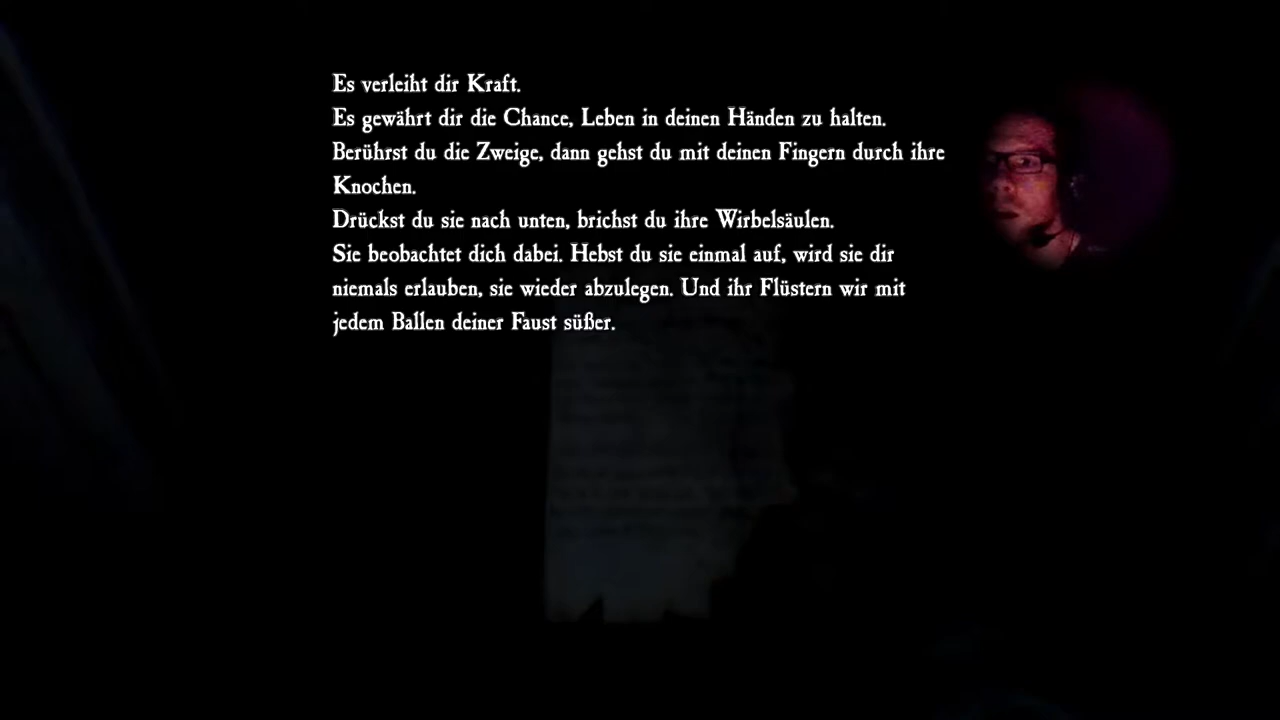 Es verleiht dir Kraft.
Es gewährt dir die Chance, Leben in deinen Händen zu halten.
Berührst du die Zweige, dann gehst du mit deinen Fingern durch ihre
Knochen.
Drückst du sie nach unten, brichst du ihre Wirbelsäulen.
Sie beobachtet dich dabei. Hebst du sie einmal auf, wird sie dir
niemals erlauben, sie wieder abzulegen. Und ihr Flüstern wir mit
jedem Ballen deiner Faust süßer.